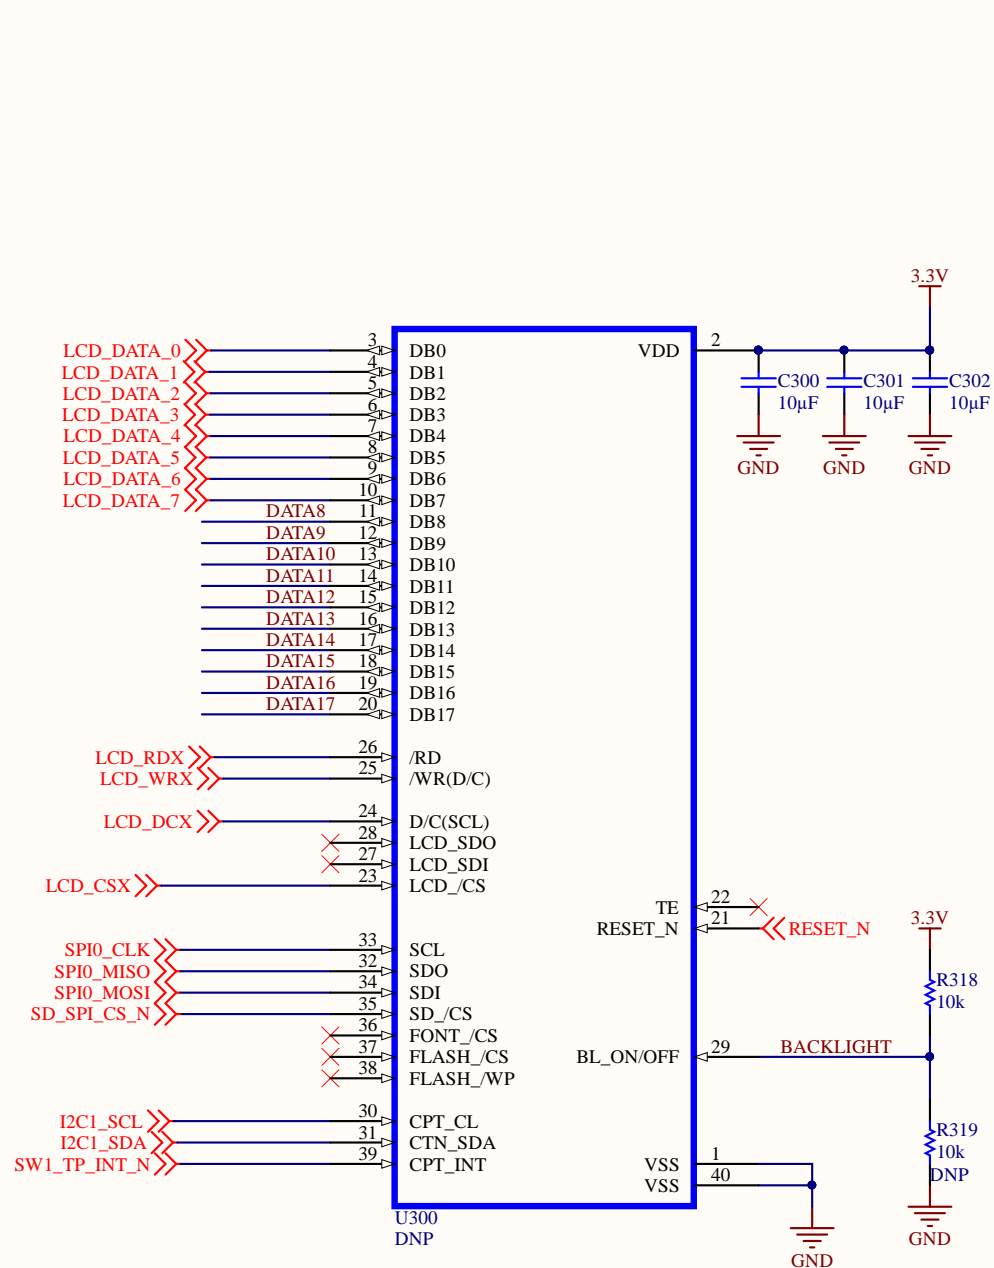 3.3V
LCD_DATA_0 3 DB0 VDD 2
LCD_DATA_1 4 DB1
LCD_DATA_2 5 DB2 C300 C301 C302
LCD_DATA_3 6 DB3 10µF 10µF 10µF
LCD_DATA_4 7 DB4
LCD_DATA_5 8 DB5 GND GND GND
LCD_DATA_6 9 DB6
LCD_DATA_7 10 DB7
DATA8 11 DB8
DATA9 12 DB9
DATA10 13 DB10
DATA11 14 DB11
DATA12 15 DB12
DATA13 16 DB13
DATA14 17 DB14
DATA15 18 DB15
DATA16 19 DB16
DATA17 20 DB17
LCD_RDX 26 /RD
LCD_WRX 25 /WR(D/C)
LCD_DCX 24 D/C(SCL)
28 LCD_SDO
27 LCD_SDI
LCD_CSX 23 LCD_/CS
TE 22
RESET_N 21 RESET_N 3.3V
SPI0_CLK 33 SCL
SPI0_MISO 32 SDO R318
SPI0_MOSI 34 SDI 10k
SD_SPI_CS_N 35 SD_/CS
36 FONT_/CS
37 FLASH_/CS BL_ON/OFF 29 BACKLIGHT
38 FLASH_/WP
I2C1_SCL 30 CPT_CL R319
I2C1_SDA 31 CTN_SDA 10k
SW1_TP_INT_N 39 CPT_INT VSS 1 DNP
VSS 40
U300 GND
DNP GND